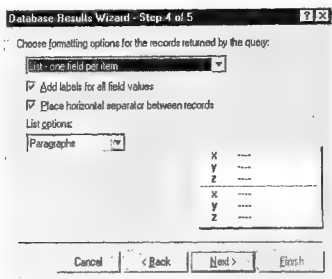 Database Results Wizard - Step 4 of 5
Choose formatting options for the records returned by the query:
List - one field per item
Add labels for all field values
Place horizontal separator between records
List options:
Paragraphs
x ----
y ----
z ----
x ----
y ----
z ----
Cancel < Back Next > Finish